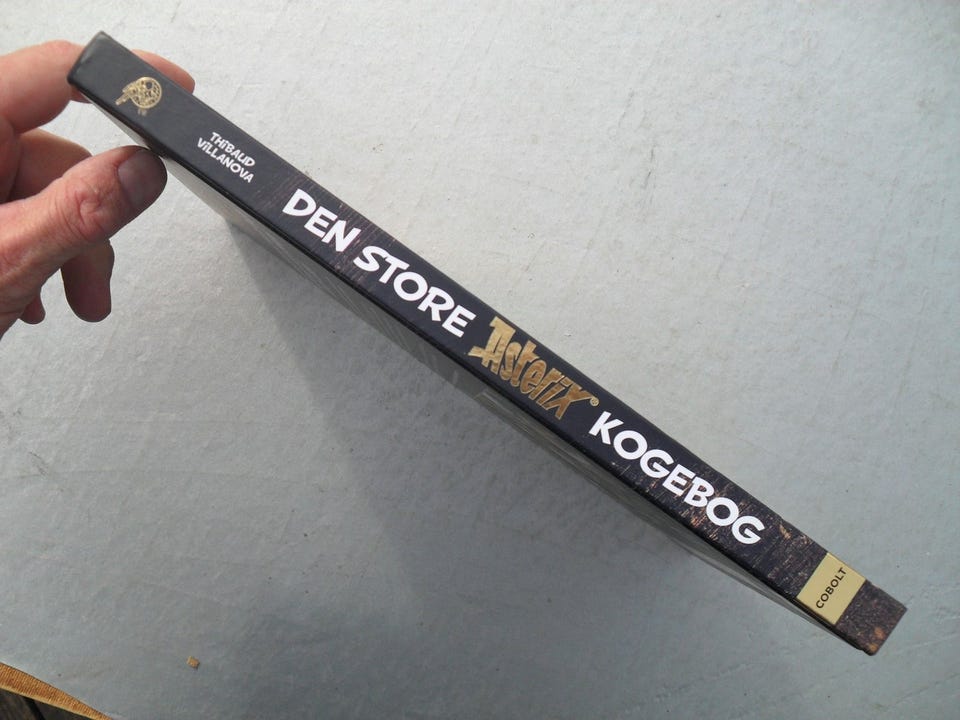 THIBAUD
VILLANOVA
DEN STORE Asterix® KOGEBOG
COBOLT